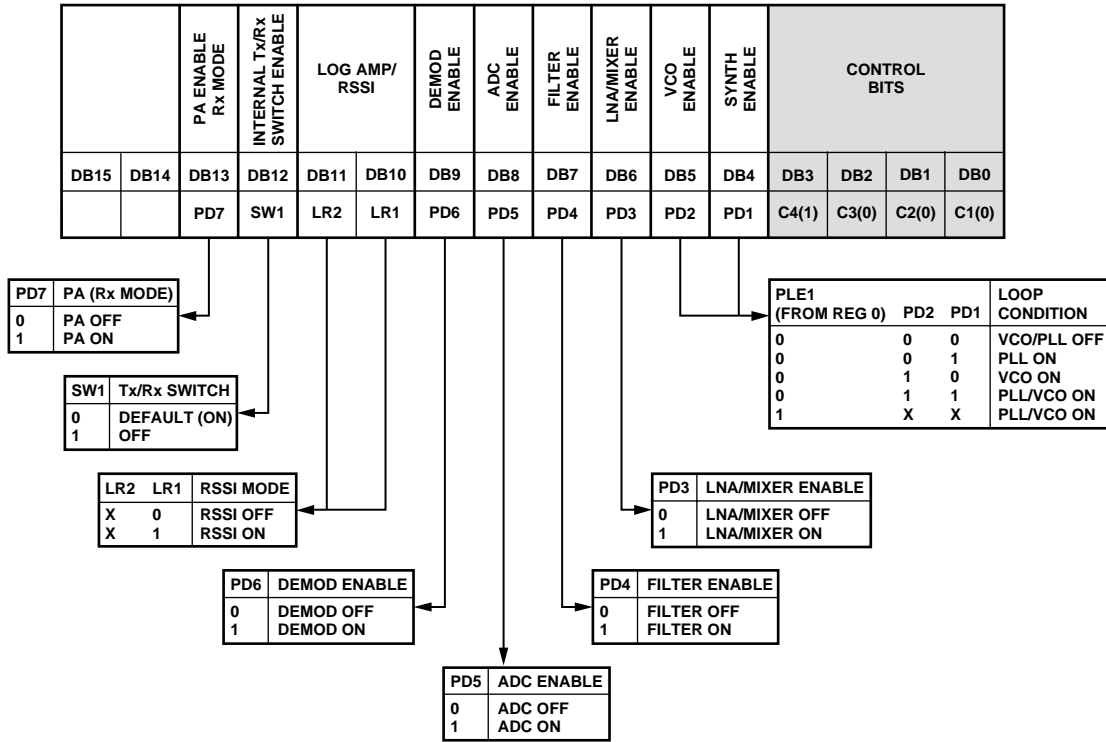 PA ENABLE
Rx MODE
INTERNAL Tx/Rx
SWITCH ENABLE
LOG AMP/
RSSI
DEMOD
ENABLE
ADC
ENABLE
FILTER
ENABLE
LNA/MIXER
ENABLE
VCO
ENABLE
SYNTH
ENABLE
CONTROL
BITS
DB15 DB14 DB13 DB12 DB11 DB10 DB9 DB8 DB7 DB6 DB5 DB4 DB3 DB2 DB1 DB0
PD7 SW1 LR2 LR1 PD6 PD5 PD4 PD3 PD2 PD1 C4(1) C3(0) C2(0) C1(0)
PD7 PA (Rx MODE)
0 PA OFF
1 PA ON
PLE1
(FROM REG 0) PD2 PD1 LOOP
CONDITION
0 0 0 VCO/PLL OFF
0 0 1 PLL ON
0 1 0 VCO ON
0 1 1 PLL/VCO ON
1 X X PLL/VCO ON
SW1 Tx/Rx SWITCH
0 DEFAULT (ON)
1 OFF
LR2 LR1 RSSI MODE
X 0 RSSI OFF
X 1 RSSI ON
PD3 LNA/MIXER ENABLE
0 LNA/MIXER OFF
1 LNA/MIXER ON
PD6 DEMOD ENABLE
0 DEMOD OFF
1 DEMOD ON
PD4 FILTER ENABLE
0 FILTER OFF
1 FILTER ON
PD5 ADC ENABLE
0 ADC OFF
1 ADC ON